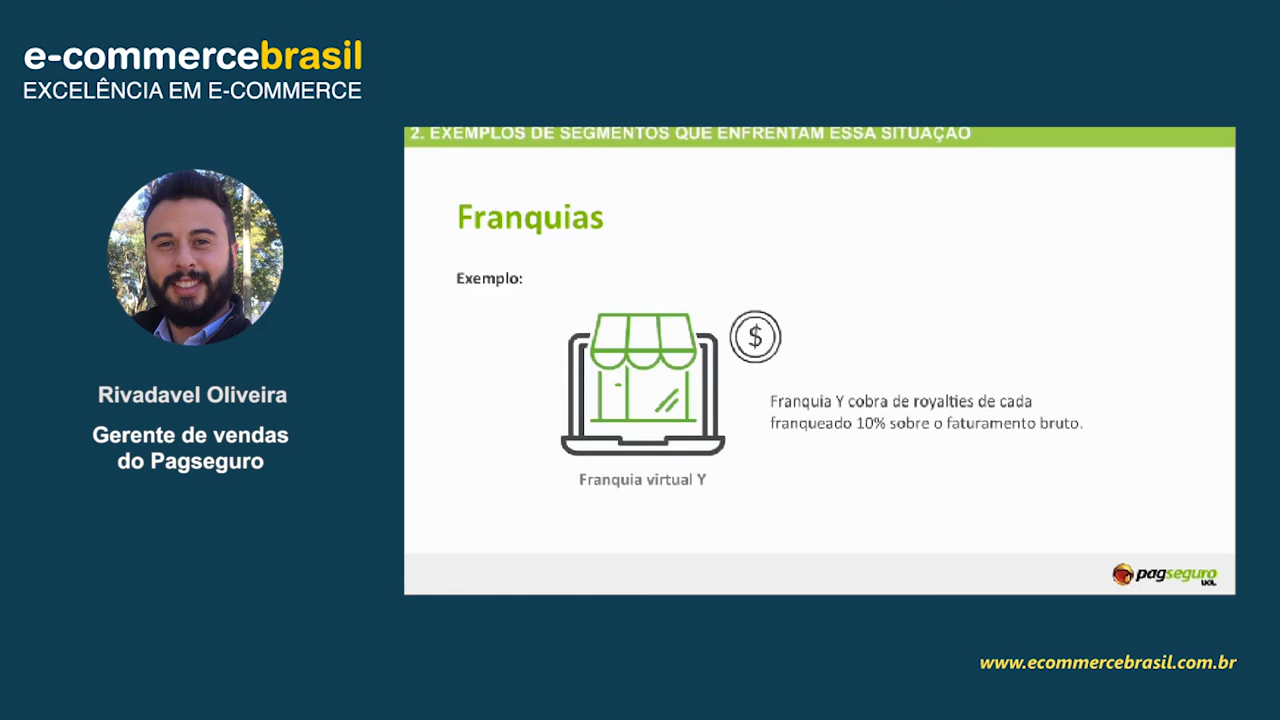 e-commercebrasil
EXCELÊNCIA EM E-COMMERCE
2. EXEMPLOS DE SEGMENTOS QUE ENFRENTAM ESSA SITUAÇÃO
Franquias
Exemplo:
$
Franquia Y cobra de royalties de cada
franqueado 10% sobre o faturamento bruto.
Franquia virtual Y
Rivadavel Oliveira
Gerente de vendas
do Pagseguro
pagseguro
UOL
www.ecommercebrasil.com.br